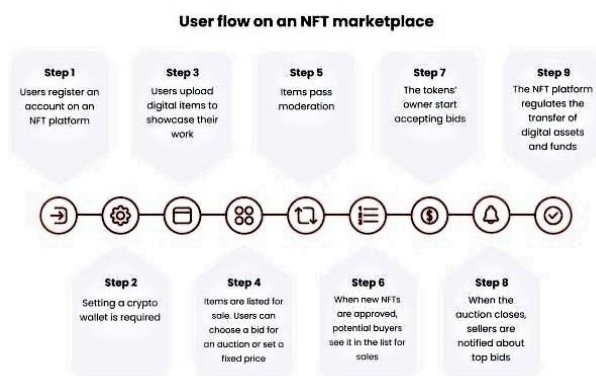 User flow on an NFT marketplace
Step 1
Users register an
account on an
NFT platform
Step 2
Setting a crypto
wallet is required
Step 3
Users upload
digital items to
showcase their
work
Step 4
Items are listed for
sale. Users can
choose a bid for
an auction or set a
fixed price
Step 5
Items pass
moderation
Step 6
When new NFTs
are approved,
potential buyers
see it in the list for
sales
Step 7
The tokens'
owner start
accepting bids
Step 8
When the
auction closes,
sellers are
notified about
top bids
Step 9
The NFT platform
regulates the
transfer of
digital assets
and funds